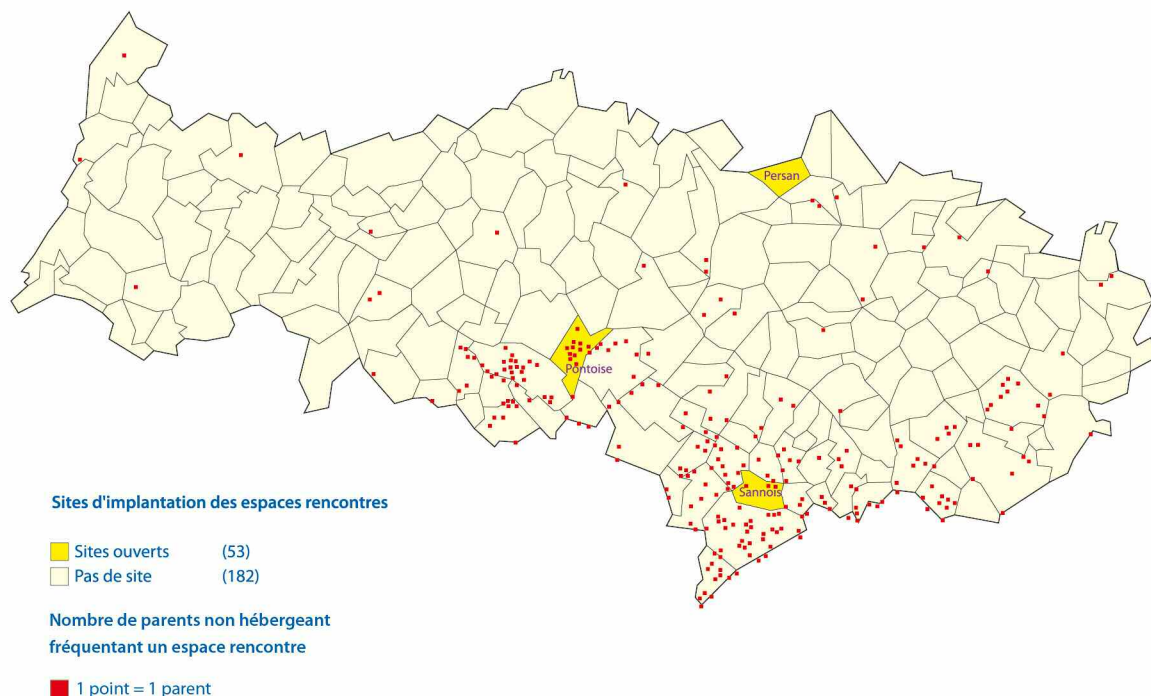 Persan
Pontoise
Sannois
Sites d'implantation des espaces rencontres
Sites ouverts (53)
Pas de site (182)
Nombre de parents non hébergeant
fréquentant un espace rencontre
1 point = 1 parent